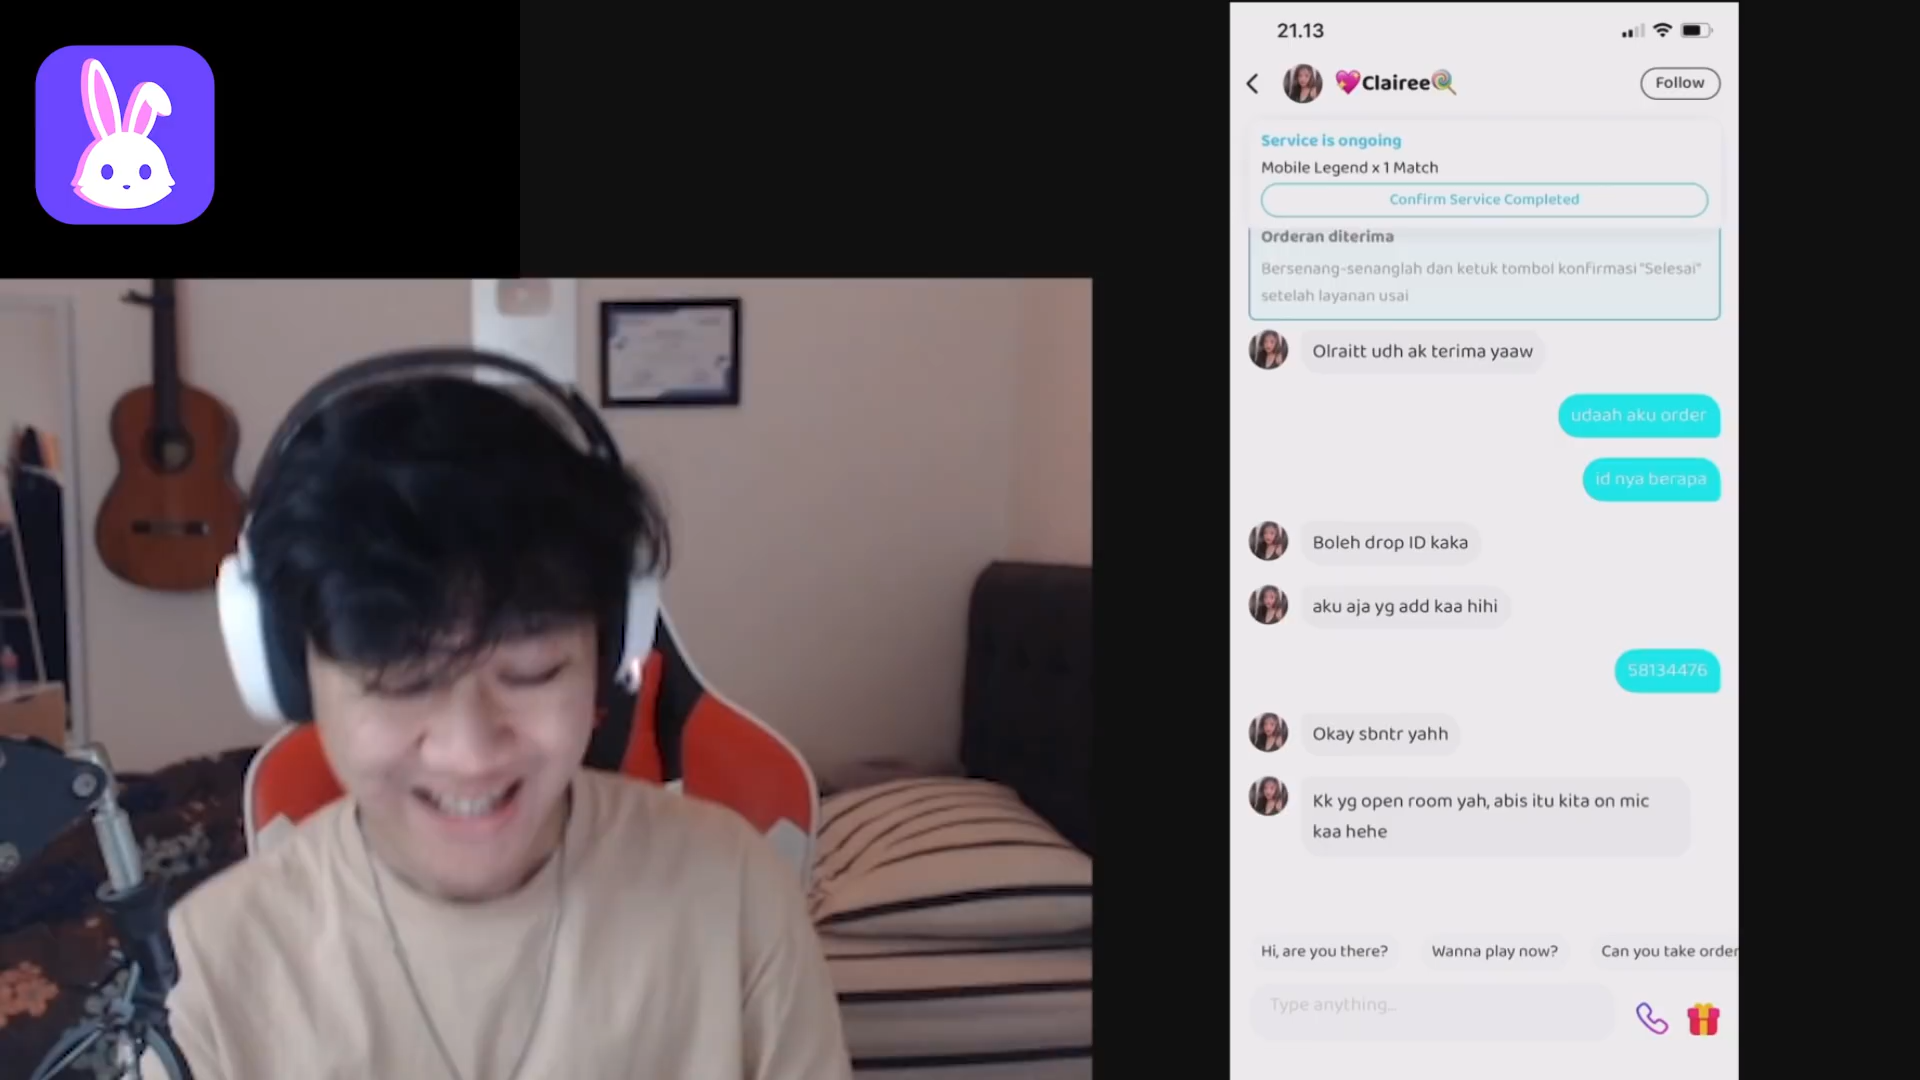 21.13
💖Clairee🍭
Follow
Service is ongoing
Mobile Legend x 1 Match
Confirm Service Completed
Orderan diterima
Bersenang-senanglah dan ketuk tombol konfirmasi "Selesai"
setelah layanan usai
Olraitt udh ak terima yaaw
udaah aku order
id nya berapa
Boleh drop ID kaka
aku aja yg add kaa hihi
58134476
Okay sbntr yahh
Kk yg open room yah, abis itu kita on mic
kaa hehe
Hi, are you there?
Wanna play now?
Can you take order
Type anything...